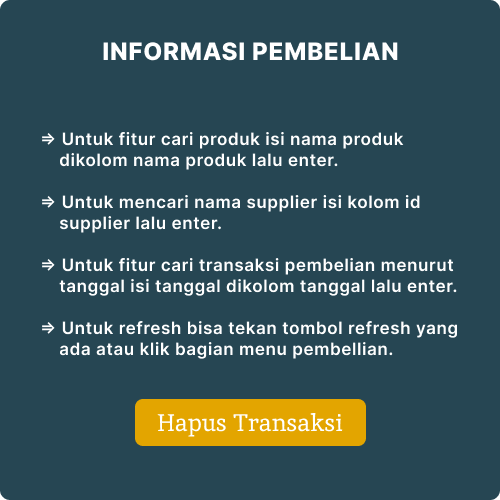 INFORMASI PEMBELIAN
⇒ Untuk fitur cari produk isi nama produk
dikolom nama produk lalu enter.
⇒ Untuk mencari nama supplier isi kolom id
supplier lalu enter.
⇒ Untuk fitur cari transaksi pembelian menurut
tanggal isi tanggal dikolom tanggal lalu enter.
⇒ Untuk refresh bisa tekan tombol refresh yang
ada atau klik bagian menu pembellian.
Hapus Transaksi